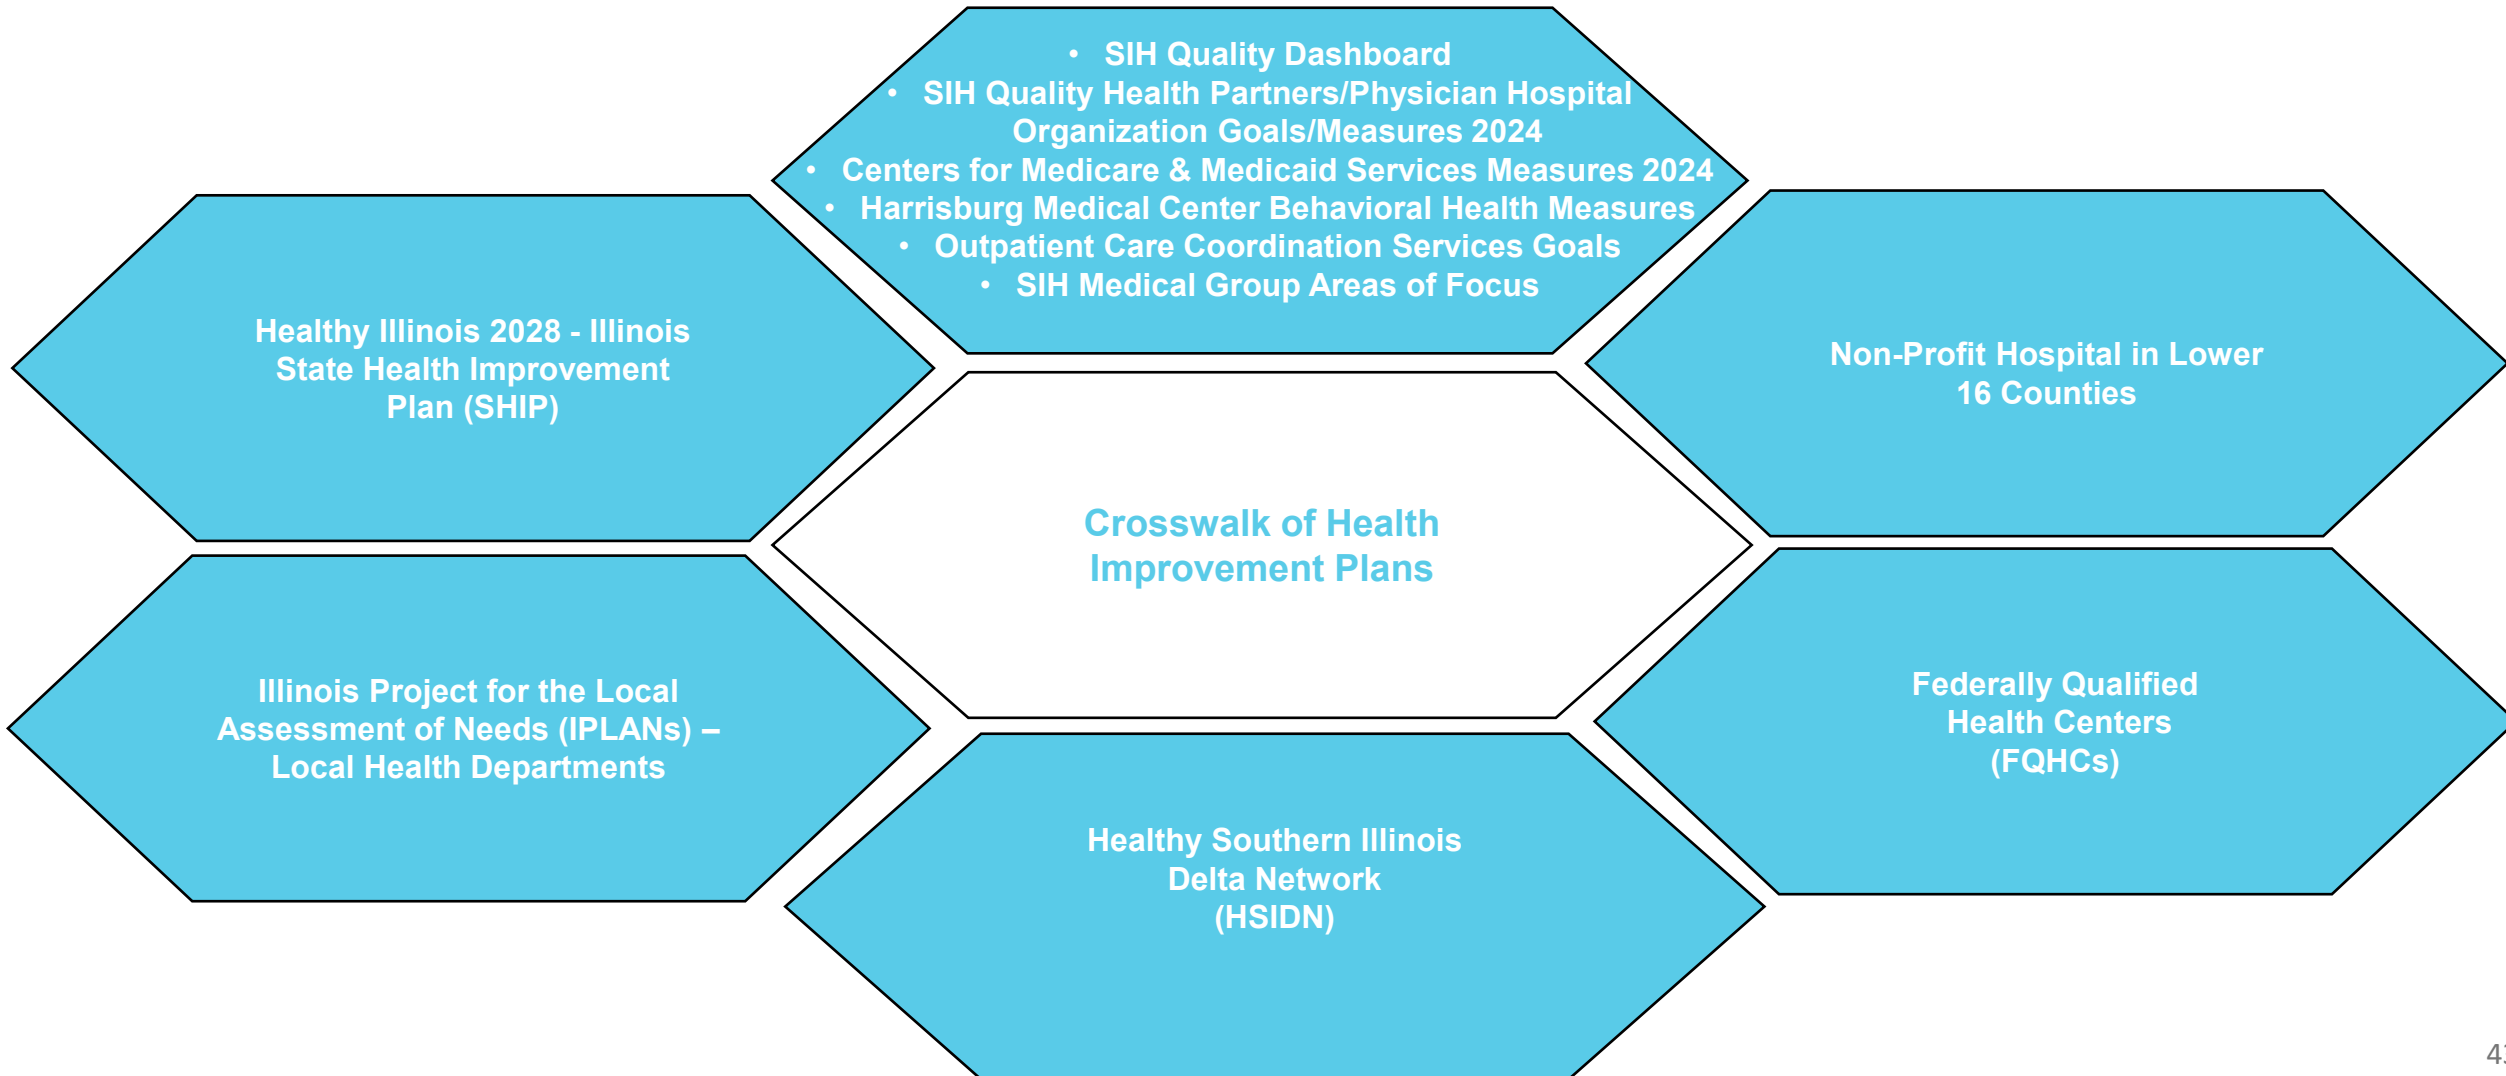 • SIH Quality Dashboard
• SIH Quality Health Partners/Physician Hospital
Organization Goals/Measures 2024
• Centers for Medicare & Medicaid Services Measures 2024
• Harrisburg Medical Center Behavioral Health Measures
• Outpatient Care Coordination Services Goals
• SIH Medical Group Areas of Focus
Healthy Illinois 2028 - Illinois
State Health Improvement
Plan (SHIP)
Non-Profit Hospital in Lower
16 Counties
Crosswalk of Health
Improvement Plans
Illinois Project for the Local
Assessment of Needs (IPLANs) –
Local Health Departments
Federally Qualified
Health Centers
(FQHCs)
Healthy Southern Illinois
Delta Network
(HSIDN)